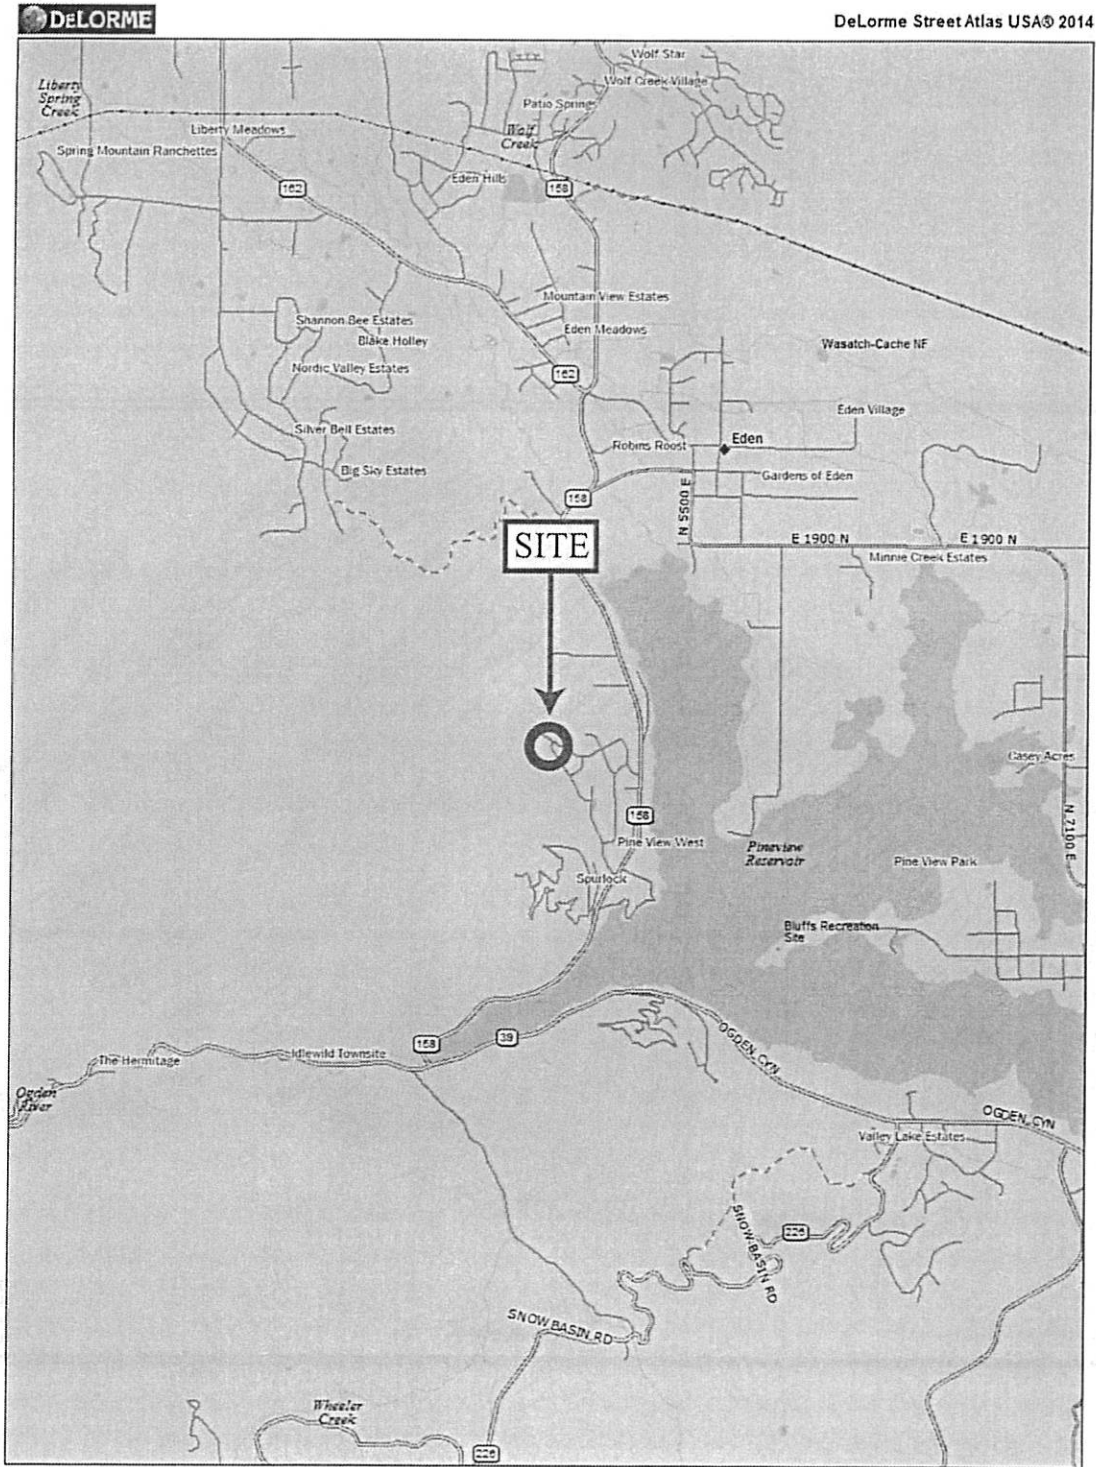 DELORME
DeLorme Street Atlas USA® 2014
Wolf Star
Liberty
Spring
Creek
Wolf Creek Village
Patio Springs
Liberty Meadows
Wolf
Creek
Spring Mountain Ranchettes
Eden Hills
162
158
Mountain View Estates
Shannon Bee Estates
Eden Meadows
Blake Holley
Wasatch-Cache NF
Nordic Valley Estates
162
Eden Village
Silver Bell Estates
Robins Roost
Eden
Big Sky Estates
Gardens of Eden
158
N 5500 E
SITE
E 1900 N
E 1900 N
Minnie Creek Estates
Casey Acres
158
N 7100 E
Pine View West
Pineview
Reservoir
Pine View Park
Spurlock
Bluffs Recreation
Site
158
39
OGDEN CYN
Idlewild Townsite
The Hermitage
Ogden
River
OGDEN CYN
Valley Lake Estates
SNOW BASIN RD
226
SNOW BASIN RD
Wheeler
Creek
226